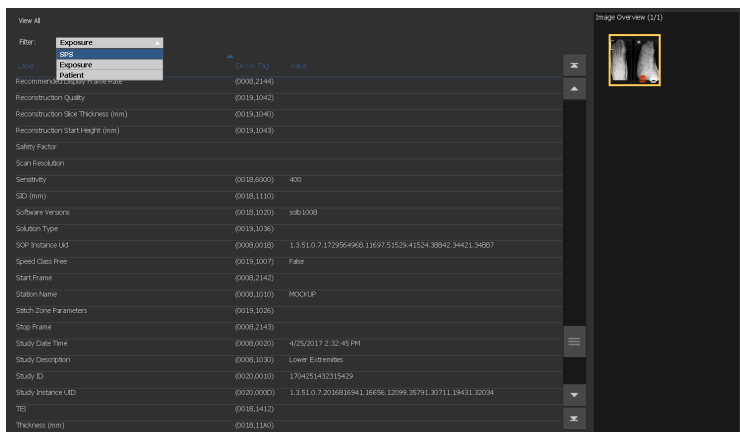 View All
Image Overview (1/1)
Filter: Exposure
SPS
Exposure
Patient
Label Dicom Tag Value
Recommended Display Frame Rate (0008,2144)
Reconstruction Quality (0019,1042)
Reconstruction Slice Thickness (mm) (0019,1040)
Reconstruction Start Height (mm) (0019,1043)
Safety Factor
Scan Resolution
Sensitivity (0018,6000) 400
SID (mm) (0018,1110)
Software Versions (0018,1020) solb1008
Solution Type (0019,1036)
SOP Instance Uid (0008,0018) 1.3.51.0.7.1729564968.11697.51529.41524.38842.34421.34887
Speed Class Free (0019,1007) False
Start Frame (0008,2142)
Station Name (0008,1010) MOCKUP
Stitch Zone Parameters (0019,1026)
Stop Frame (0008,2143)
Study Date Time (0008,0020) 4/25/2017 2:32:45 PM
Study Description (0008,1030) Lower Extremities
Study ID (0020,0010) 1704251432315429
Study Instance UID (0020,000D) 1.3.51.0.7.2016816941.16656.12099.35791.30711.19431.32034
TEI (0018,1412)
Thickness (mm) (0018,11A0)